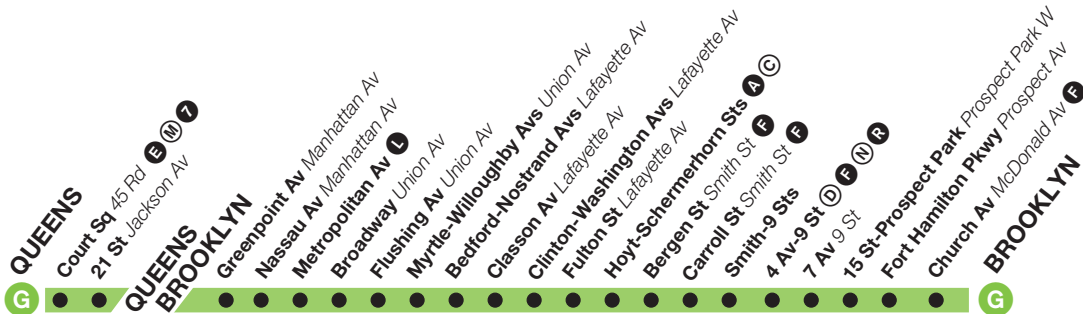 G
QUEENS
Court Sq 45 Rd E M 7
21 St Jackson Av
QUEENS
BROOKLYN
Greenpoint Av Manhattan Av
Nassau Av Manhattan Av
Metropolitan Av L
Broadway Union Av
Flushing Av Union Av
Myrtle-Willoughby Avs Union Av
Bedford-Nostrand Avs Lafayette Av
Classon Av Lafayette Av
Clinton-Washington Avs Lafayette Av
Fulton St Lafayette Av
Hoyt-Schermerhorn Sts A C
Bergen St Smith St F
Carroll St Smith St F
Smith-9 Sts
4 Av-9 St D F N R
7 Av 9 St
15 St-Prospect Park Prospect Park W
Fort Hamilton Pkwy Prospect Av
Church Av McDonald Av F
BROOKLYN
G